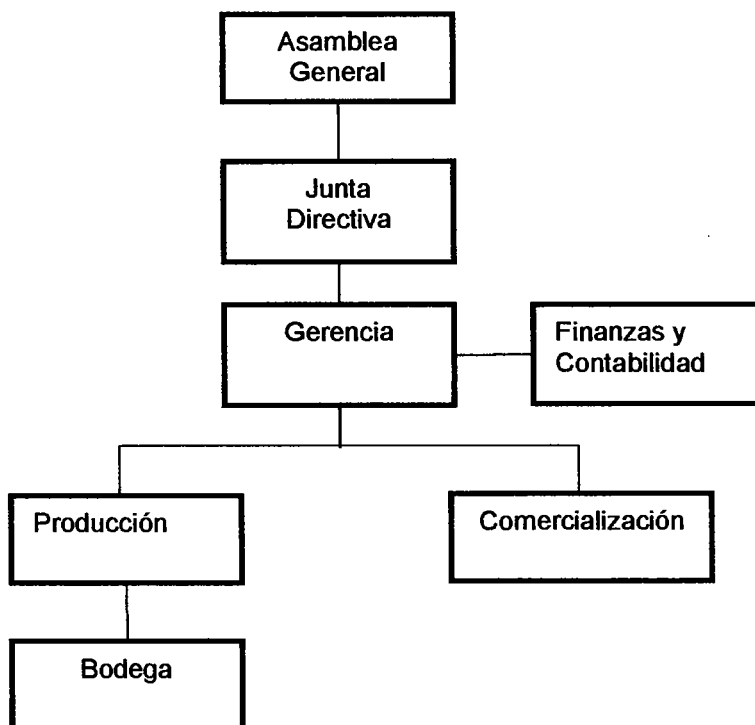 Asamblea
General
Junta
Directiva
Gerencia
Finanzas y
Contabilidad
Producción
Comercialización
Bodega